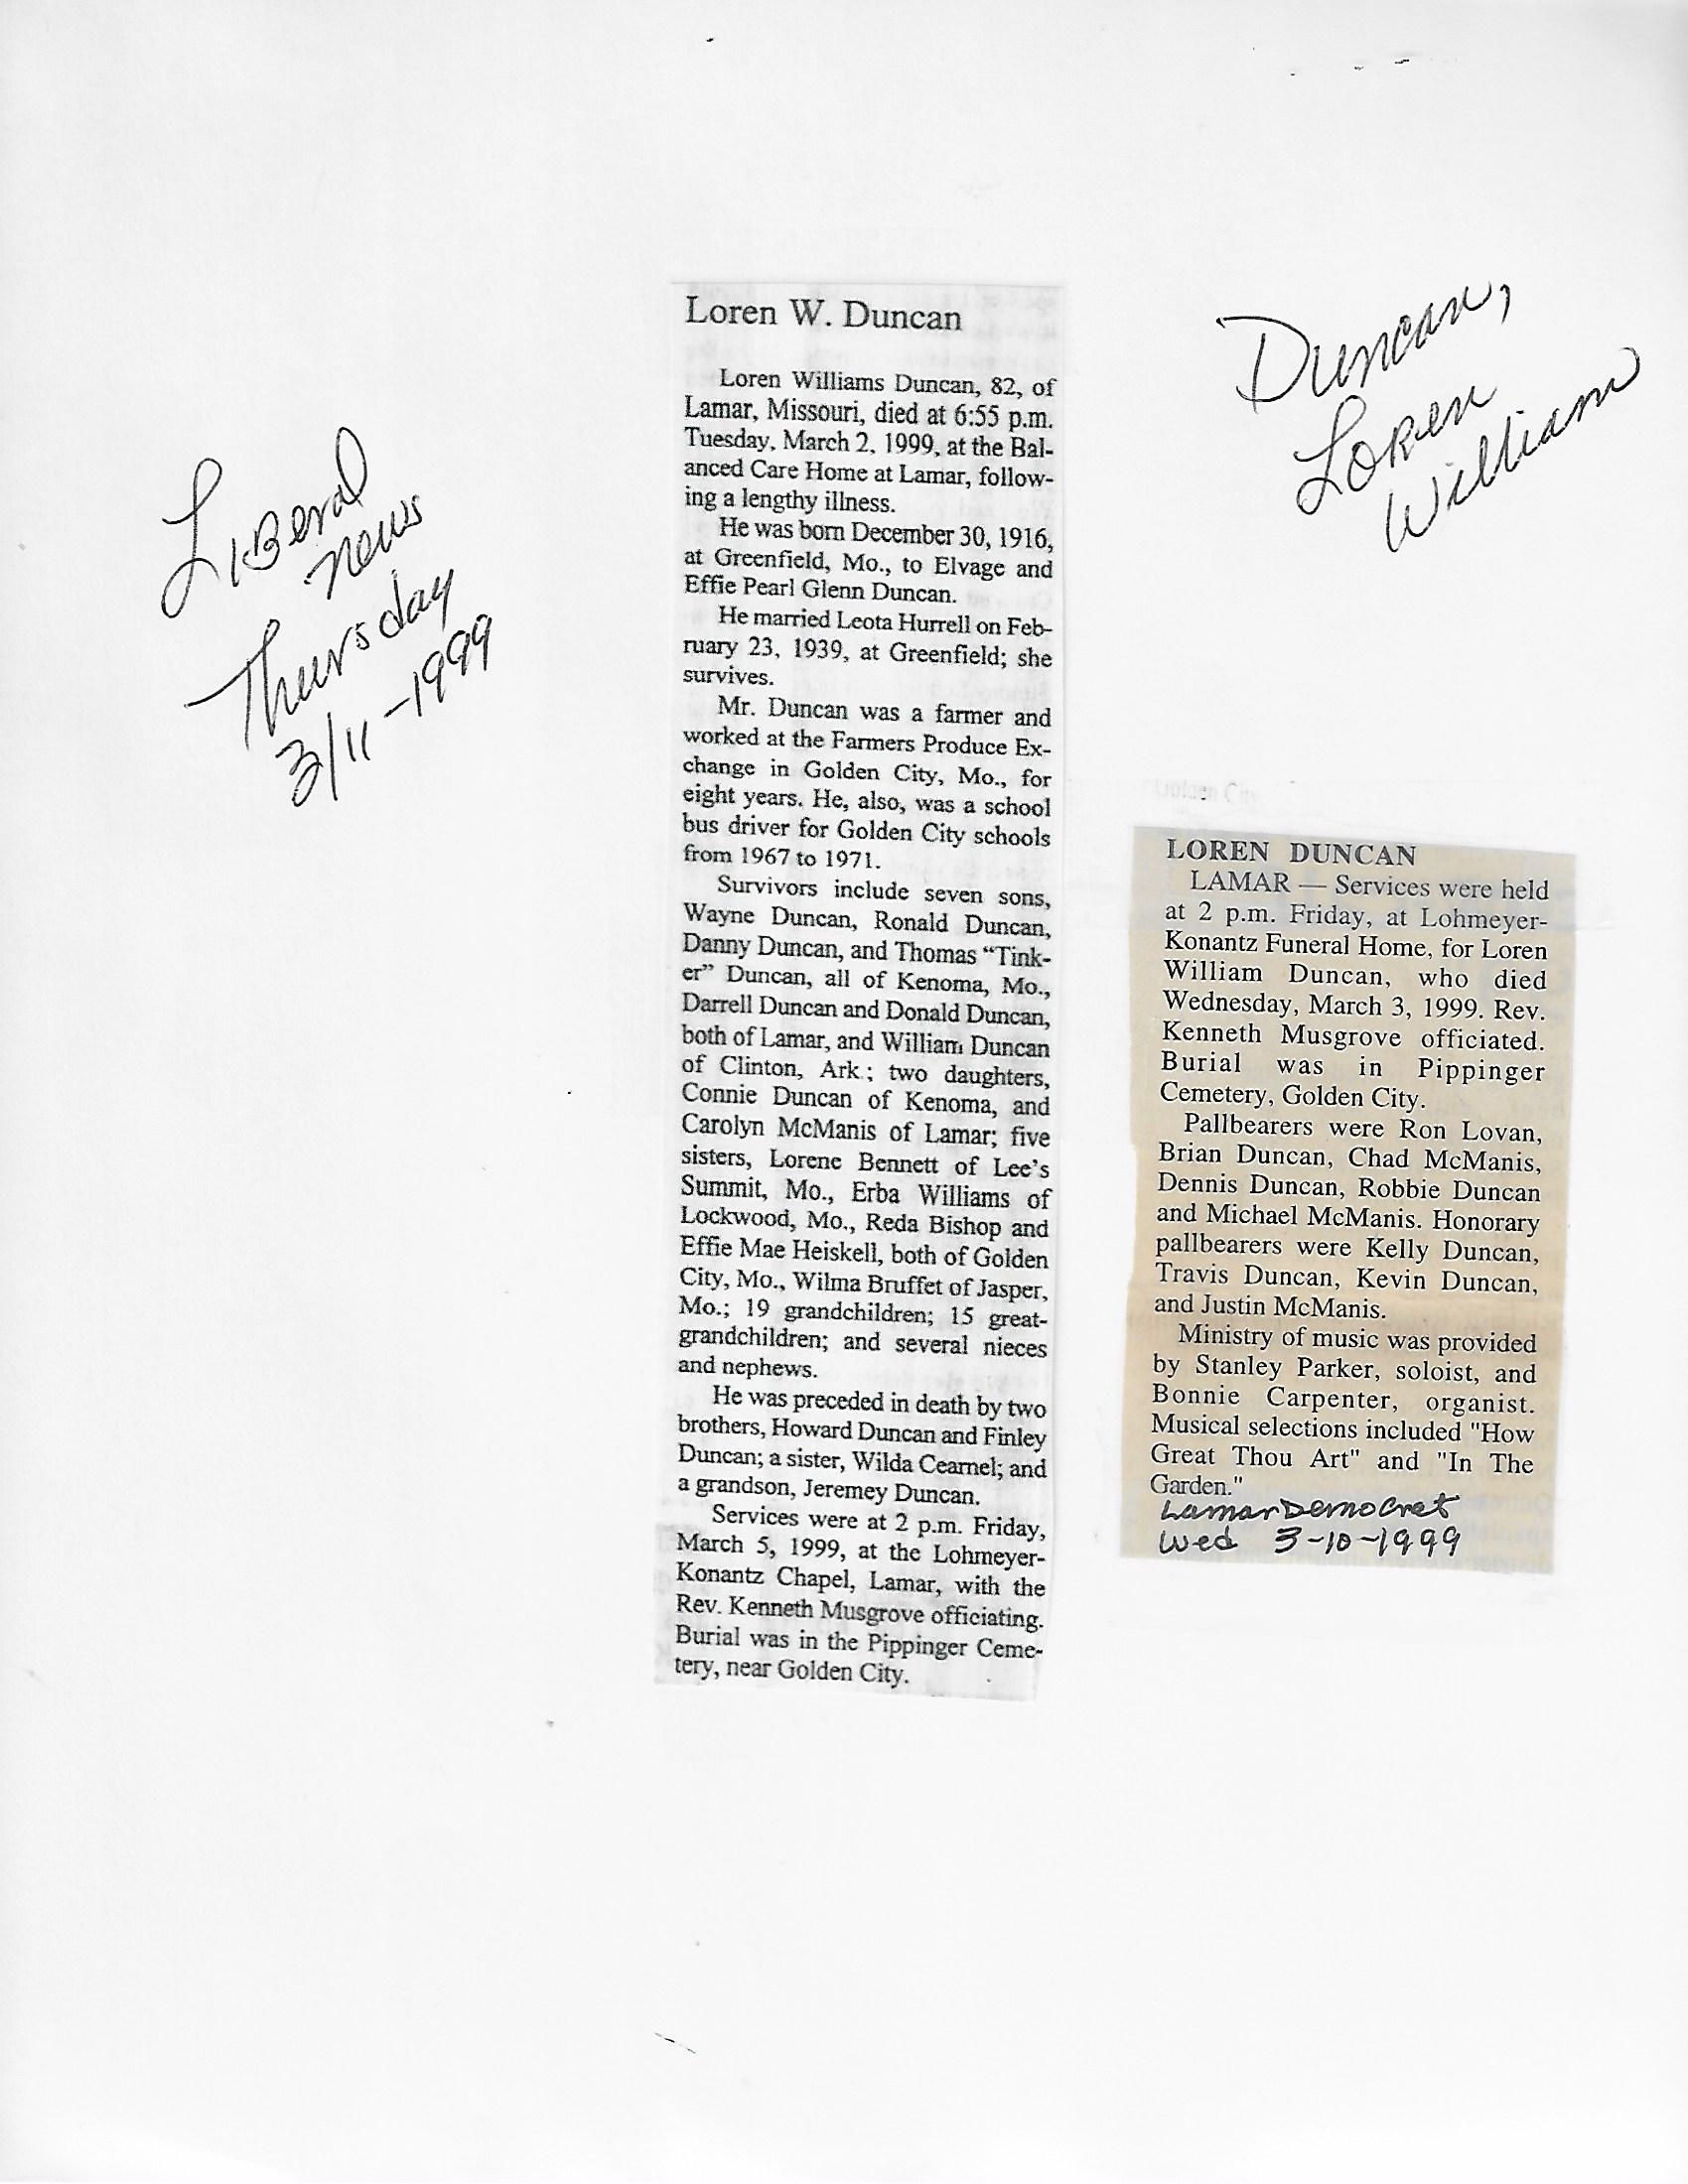 Liberal
news
Thursday
3/11-1999
Duncan,
Loren
William
Loren W. Duncan
Loren Williams Duncan, 82, of
Lamar, Missouri, died at 6:55 p.m.
Tuesday, March 2, 1999, at the Bal-
anced Care Home at Lamar, follow-
ing a lengthy illness.
He was born December 30, 1916,
at Greenfield, Mo., to Elvage and
Effie Pearl Glenn Duncan.
He married Leota Hurrell on Feb-
ruary 23, 1939, at Greenfield; she
survives.
Mr. Duncan was a farmer and
worked at the Farmers Produce Ex-
change in Golden City, Mo., for
eight years. He, also, was a school
bus driver for Golden City schools
from 1967 to 1971.
Survivors include seven sons,
Wayne Duncan, Ronald Duncan,
Danny Duncan, and Thomas “Tink-
er” Duncan, all of Kenoma, Mo.,
Darrell Duncan and Donald Duncan,
both of Lamar, and William Duncan
of Clinton, Ark.; two daughters,
Connie Duncan of Kenoma, and
Carolyn McManis of Lamar; five
sisters, Lorene Bennett of Lee's
Summit, Mo., Erba Williams of
Lockwood, Mo., Reda Bishop and
Effie Mae Heiskell, both of Golden
City, Mo., Wilma Bruffet of Jasper,
Mo.; 19 grandchildren; 15 great-
grandchildren; and several nieces
and nephews.
He was preceded in death by two
brothers, Howard Duncan and Finley
Duncan; a sister, Wilda Cearnel; and
a grandson, Jeremey Duncan.
Services were at 2 p.m. Friday,
March 5, 1999, at the Lohmeyer-
Konantz Chapel, Lamar, with the
Rev. Kenneth Musgrove officiating.
Burial was in the Pippinger Ceme-
tery, near Golden City.
LOREN DUNCAN
LAMAR — Services were held
at 2 p.m. Friday, at Lohmeyer-
Konantz Funeral Home, for Loren
William Duncan, who died
Wednesday, March 3, 1999. Rev.
Kenneth Musgrove officiated.
Burial was in Pippinger
Cemetery, Golden City.
Pallbearers were Ron Lovan,
Brian Duncan, Chad McManis,
Dennis Duncan, Robbie Duncan
and Michael McManis. Honorary
pallbearers were Kelly Duncan,
Travis Duncan, Kevin Duncan,
and Justin McManis.
Ministry of music was provided
by Stanley Parker, soloist, and
Bonnie Carpenter, organist.
Musical selections included "How
Great Thou Art" and "In The
Garden."
Lamar Democrat
Wed 3-10-1999